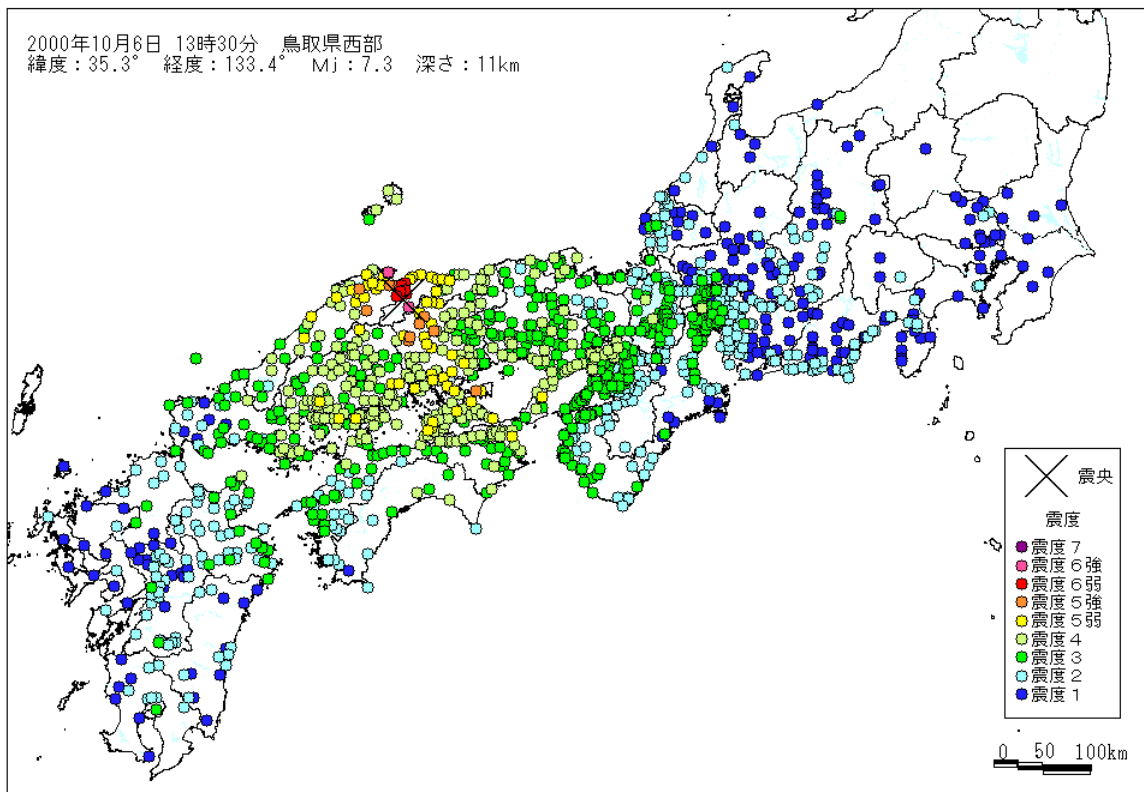 2000年10月6日 13時30分 鳥取県西部
緯度：35.3° 経度：133.4° Mj：7.3 深さ：11km
震央
震度
震度７
震度６強
震度６弱
震度５強
震度５弱
震度４
震度３
震度２
震度１
0 50 100km